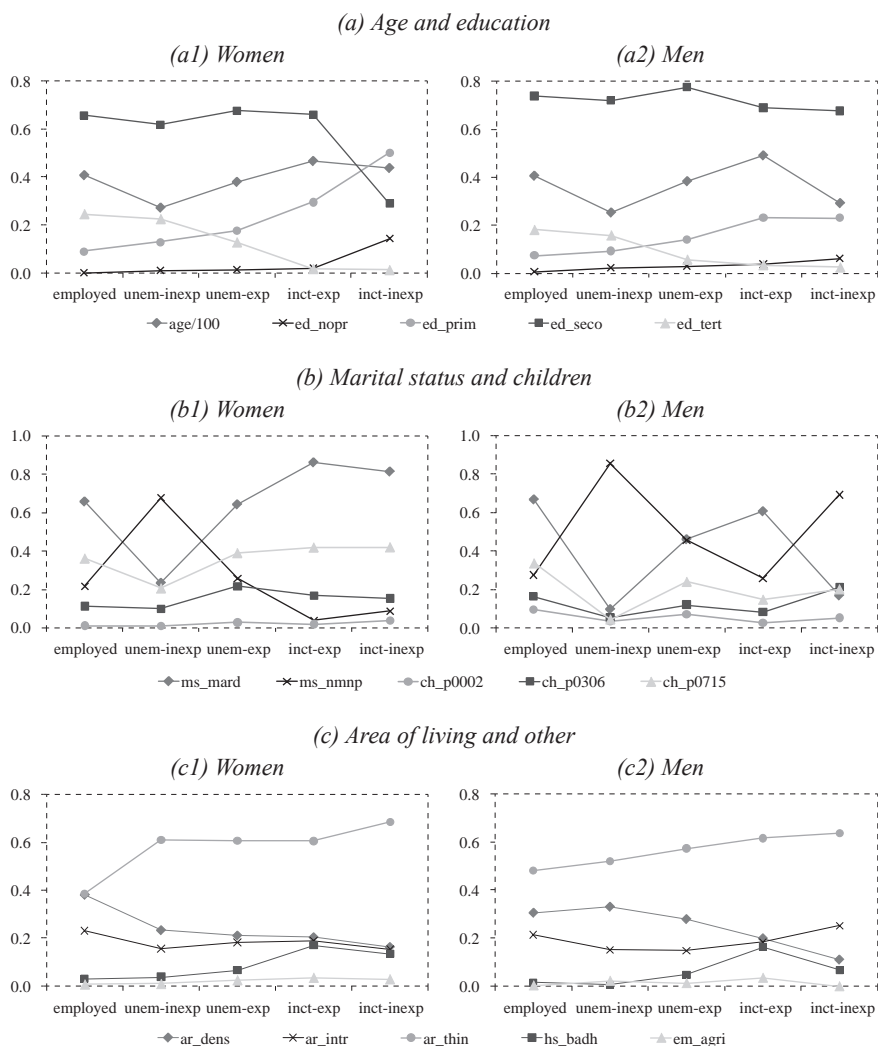 (a) Age and education
(a1) Women (a2) Men
0.8 0.8
0.6 0.6
0.4 0.4
0.2 0.2
0.0 0.0
employed unem-inexp unem-exp inct-exp inct-inexp employed unem-inexp unem-exp inct-exp inct-inexp
age/100 ed_nopr ed_prim ed_seco ed_tert
(b) Marital status and children
(b1) Women (b2) Men
1.0 1.0
0.8 0.8
0.6 0.6
0.4 0.4
0.2 0.2
0.0 0.0
employed unem-inexp unem-exp inct-exp inct-inexp employed unem-inexp unem-exp inct-exp inct-inexp
ms_mard ms_nmnp ch_p0002 ch_p0306 ch_p0715
(c) Area of living and other
(c1) Women (c2) Men
0.8 0.8
0.6 0.6
0.4 0.4
0.2 0.2
0.0 0.0
employed unem-inexp unem-exp inct-exp inct-inexp employed unem-inexp unem-exp inct-exp inct-inexp
ar_dens ar_intr ar_thin hs_badh em_agri